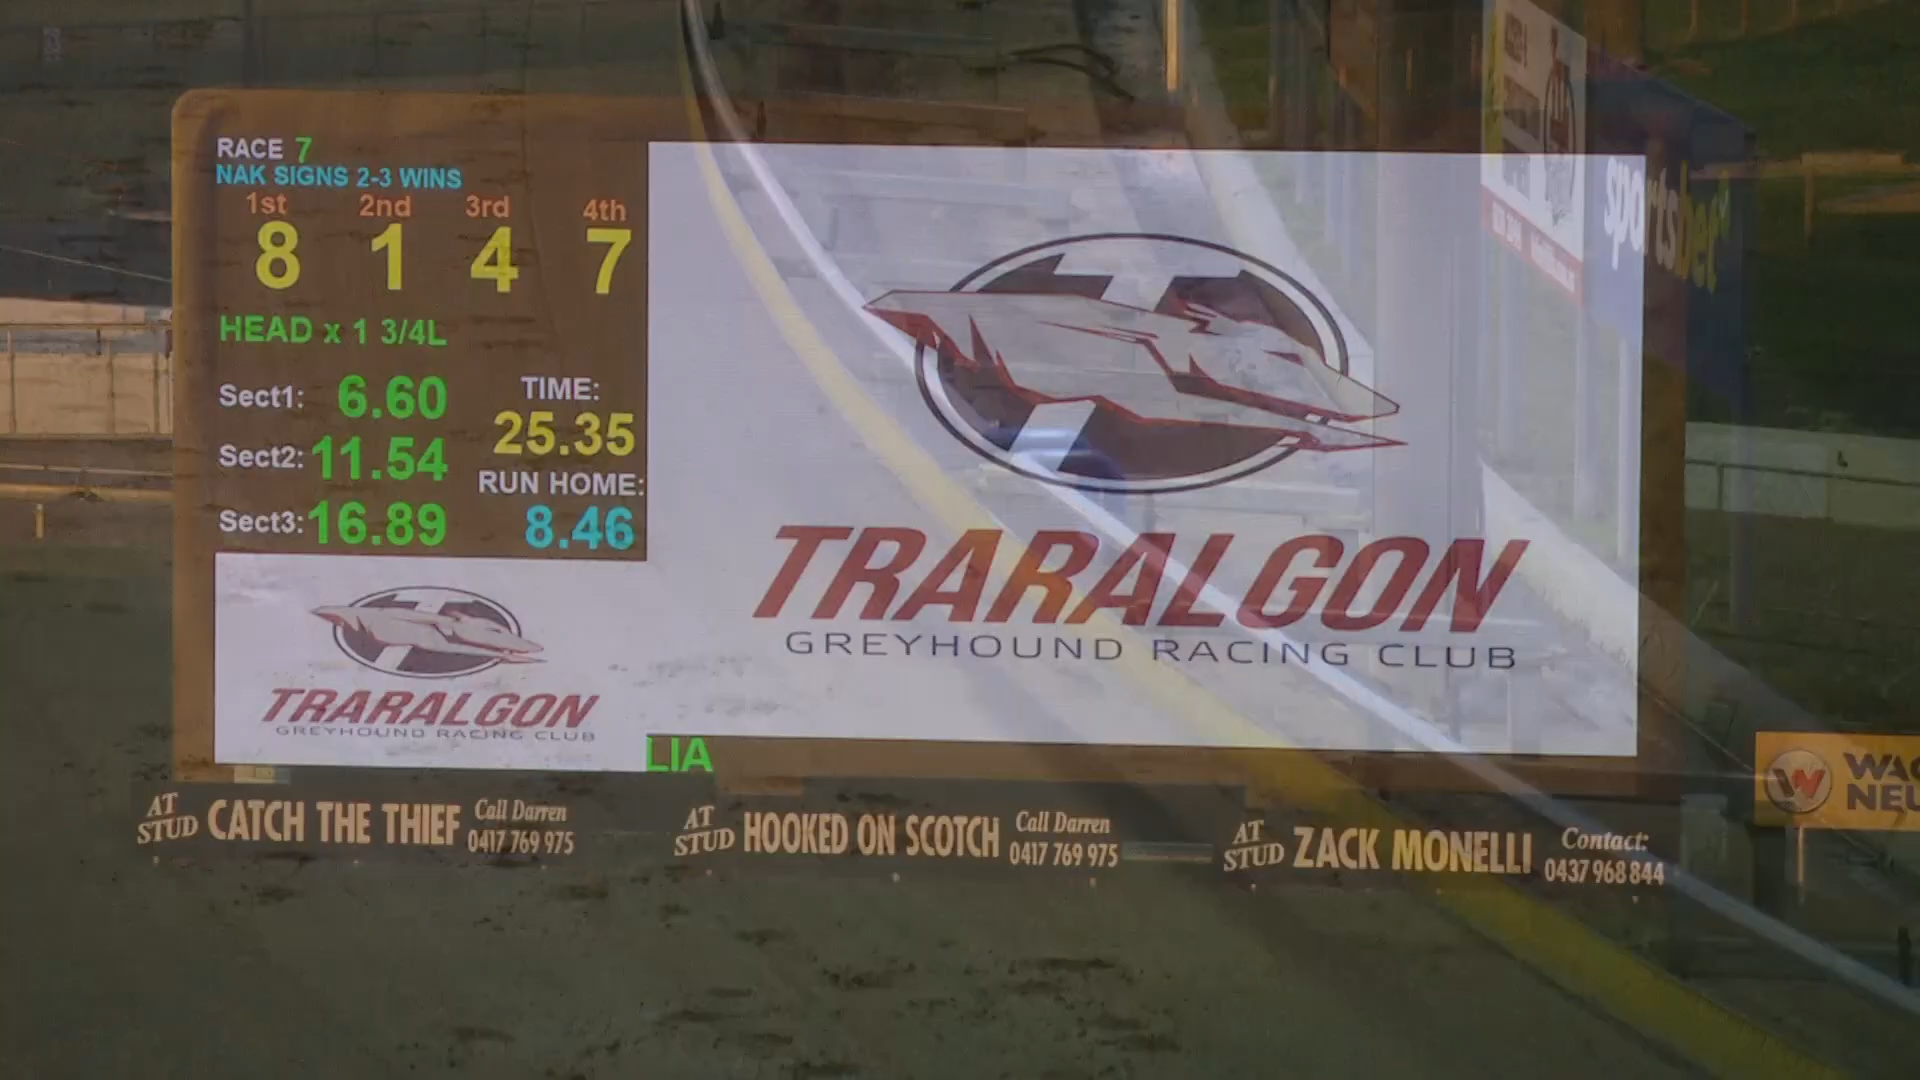 RACE 7
NAK SIGNS 2-3 WINS
1st 2nd 3rd 4th
8 1 4 7
HEAD x 1 3/4L
Sect1: 6.60
Sect2: 11.54
Sect3: 16.89
TIME:
25.35
RUN HOME:
8.46
TRARALGON
GREYHOUND RACING CLUB
TRARALGON
GREYHOUND RACING CLUB
LIA
sportsbet
AT STUD CATCH THE THIEF Call Darren 0417 769 975
AT STUD HOOKED ON SCOTCH Call Darren 0417 769 975
AT STUD ZACK MONELLI Contact: 0437 968 844
W